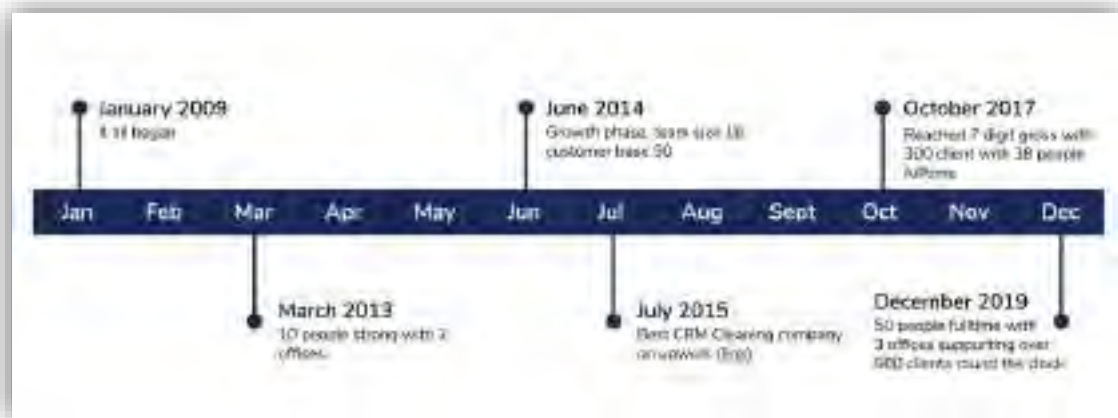 January 2009
It all began
June 2014
Growth phase, team size 18
customer base 90
October 2017
Reached 7 digit gross with
300 client with 38 people
fulltime
Jan Feb Mar Apr May Jun Jul Aug Sept Oct Nov Dec
March 2013
10 people strong with 2
offices
July 2015
Best CRM Cleaning company
on upwork
December 2019
50 people fulltime with
3 offices supporting over
clients round the clock